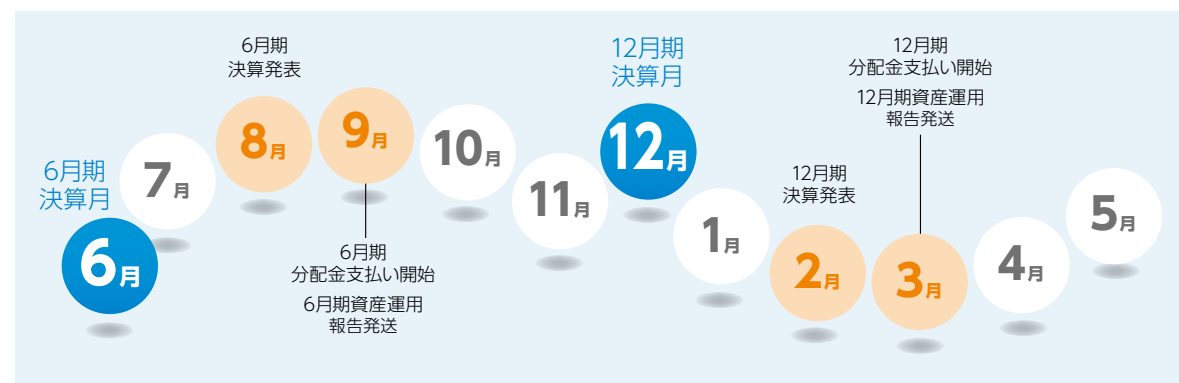 6月期
決算月
6月
7月
6月期
決算発表
8月
9月
6月期
分配金支払い開始
6月期資産運用
報告発送
10月
11月
12月期
決算月
12月
1月
12月期
決算発表
2月
12月期
分配金支払い開始
12月期資産運用
報告発送
3月
4月
5月